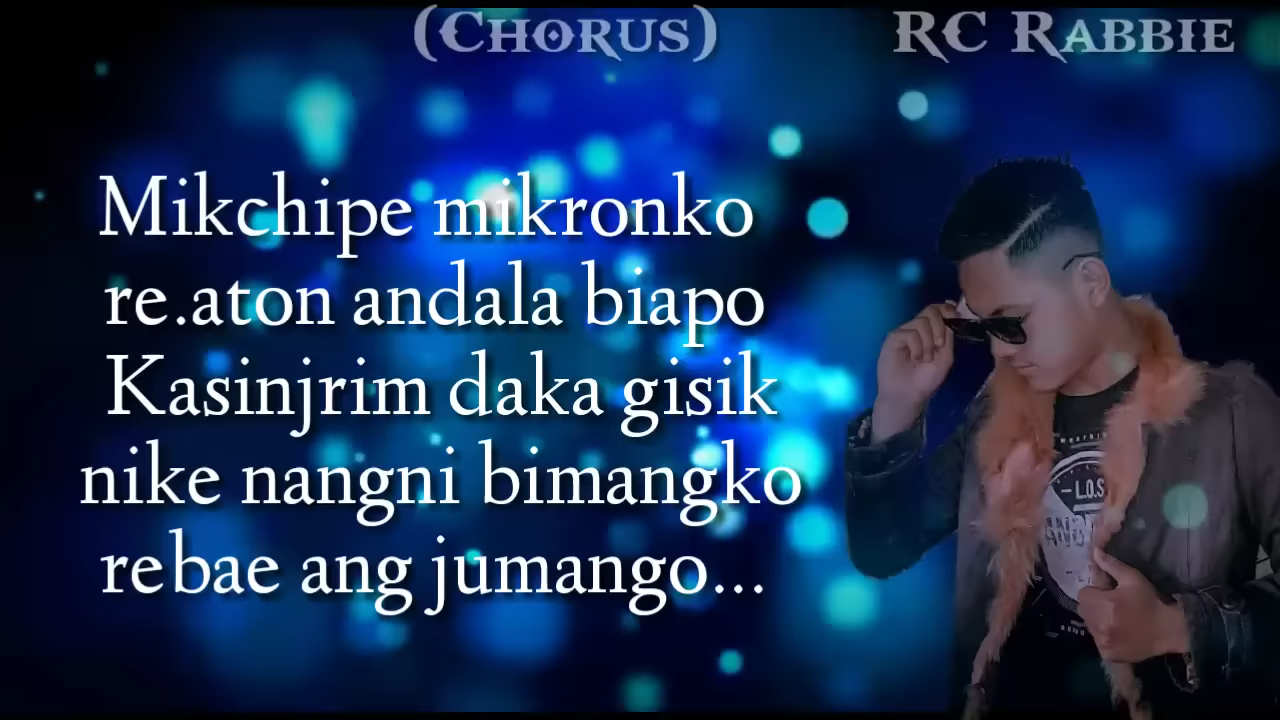 (Chorus)
RC Rabbie
Mikchipe mikronko
re.aton andala biapo
Kasinjrim daka gisik
nike nangni bimangko
rebae ang jumango...
L.O.S